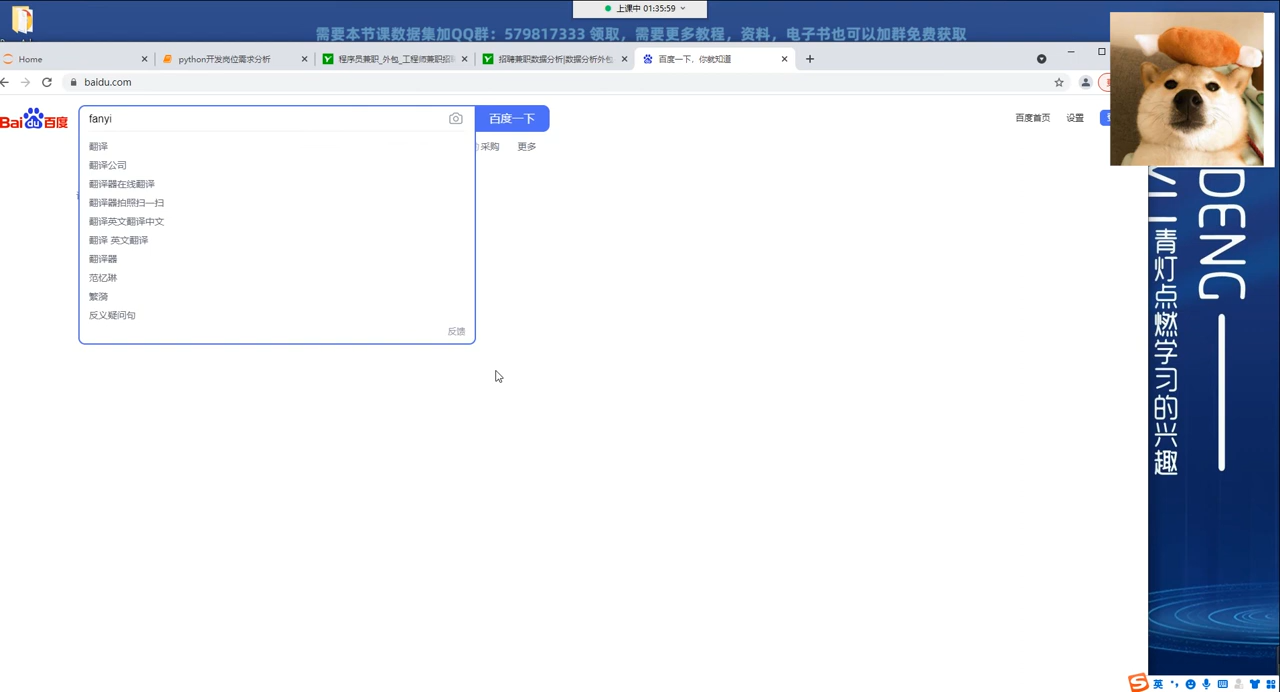 上课中 01:35:59
需要本节课数据集加QQ群：579817333 领取，需要更多教程，资料，电子书也可以加群免费获取
Home
python开发岗位需求分析
程序员兼职_外包_工程师兼职招
招聘兼职数据分析|数据分析外包
百度一下，你就知道
baidu.com
Bai du 百度
fanyi
百度一下
百度首页
设置
翻译
采购
更多
翻译公司
翻译器在线翻译
翻译器拍照扫一扫
翻译英文翻译中文
翻译 英文翻译
翻译器
范忆琳
繁漪
反义疑问句
反馈
DENG
青灯点燃学习的兴趣
英